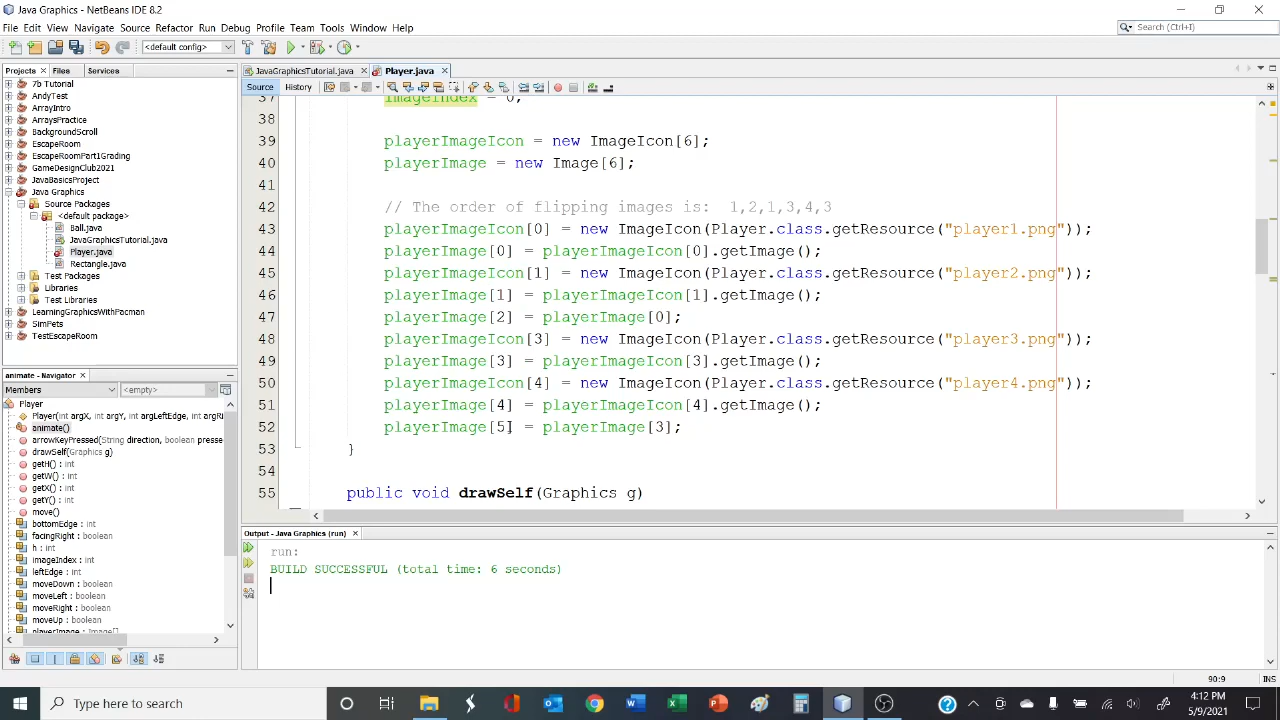 Java Graphics - NetBeans IDE 8.2
File Edit View Navigate Source Refactor Run Debug Profile Team Tools Window Help
Search (Ctrl+I)
<default config>
Projects Files Services
JavaGraphicsTutorial.java Player.java
Source History
7b Tutorial
AndyTest
ArrayIntro
ArraysPractice
BackgroundScroll
EscapeRoom
EscapeRoomPart1Grading
GameDesignClub2021
JavaBasicsProject
Java Graphics
Source Packages
<default package>
Ball.java
JavaGraphicsTutorial.java
Player.java
Rectangle.java
Test Packages
Libraries
Test Libraries
LearningGraphicsWithPacman
SimPets
TestEscapeRoom
animate - Navigator
Members <empty>
Player
Player(int argX, int argY, int argLeftEdge, int argRi
animate()
arrowKeyPressed(String direction, boolean presse
drawSelf(Graphics g)
getH() : int
getW() : int
getX() : int
getY() : int
move()
bottomEdge : int
facingRight : boolean
h : int
imageIndex : int
leftEdge : int
moveDown : boolean
moveLeft : boolean
moveRight : boolean
moveUp : boolean
playerImage : Image[]
37 imageIndex = 0;
38
39 playerImageIcon = new ImageIcon[6];
40 playerImage = new Image[6];
41
42 // The order of flipping images is:  1,2,1,3,4,3
43 playerImageIcon[0] = new ImageIcon(Player.class.getResource("player1.png"));
44 playerImage[0] = playerImageIcon[0].getImage();
45 playerImageIcon[1] = new ImageIcon(Player.class.getResource("player2.png"));
46 playerImage[1] = playerImageIcon[1].getImage();
47 playerImage[2] = playerImage[0];
48 playerImageIcon[3] = new ImageIcon(Player.class.getResource("player3.png"));
49 playerImage[3] = playerImageIcon[3].getImage();
50 playerImageIcon[4] = new ImageIcon(Player.class.getResource("player4.png"));
51 playerImage[4] = playerImageIcon[4].getImage();
52 playerImage[5] = playerImage[3];
53 }
54
55 public void drawSelf(Graphics g)
Output - Java Graphics (run)
run:
BUILD SUCCESSFUL (total time: 6 seconds)
90:9 INS
Type here to search
4:12 PM
5/9/2021